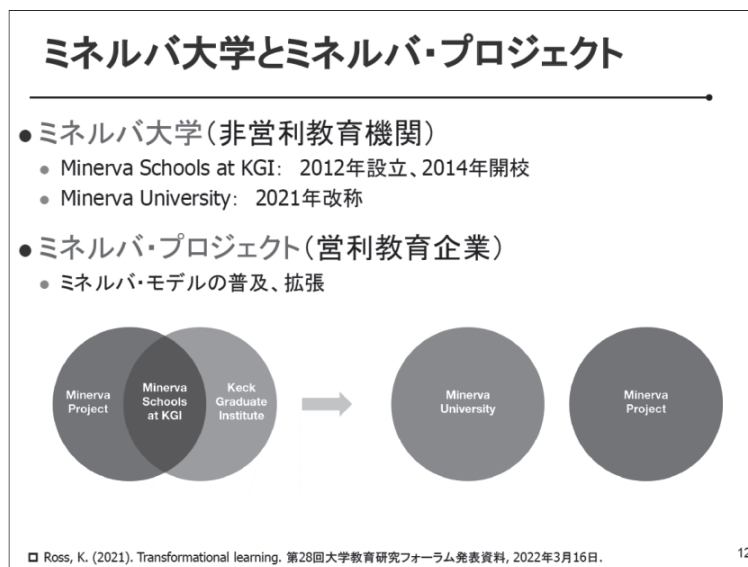 ミネルバ大学とミネルバ・プロジェクト
●ミネルバ大学(非営利教育機関)
● Minerva Schools at KGI: 2012年設立、2014年開校
● Minerva University: 2021年改称
●ミネルバ・プロジェクト(営利教育企業)
● ミネルバ・モデルの普及、拡張
Minerva
Project
Minerva
Schools
at KGI
Keck
Graduate
Institute
Minerva
University
Minerva
Project
Ross, K. (2021). Transformational learning. 第28回大学教育研究フォーラム発表資料, 2022年3月16日.
12